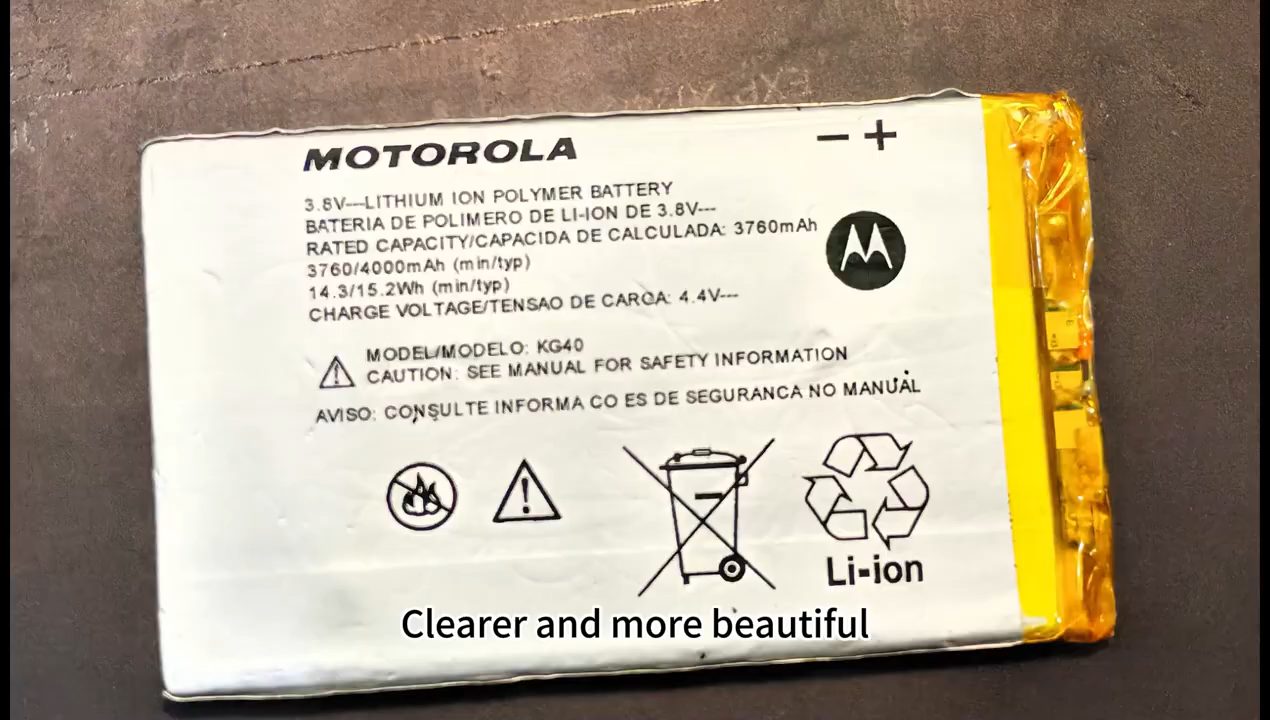 MOTOROLA
− +
3.8V---LITHIUM ION POLYMER BATTERY
BATERIA DE POLIMERO DE LI-ION DE 3.8V---
RATED CAPACITY/CAPACIDA DE CALCULADA: 3760mAh
3760/4000mAh (min/typ)
14.3/15.2Wh (min/typ)
CHARGE VOLTAGE/TENSAO DE CARGA: 4.4V---
MODEL/MODELO: KG40
CAUTION: SEE MANUAL FOR SAFETY INFORMATION
AVISO: CONSULTE INFORMA CO ES DE SEGURANCA NO MANUAL
Li-ion
Clearer and more beautiful